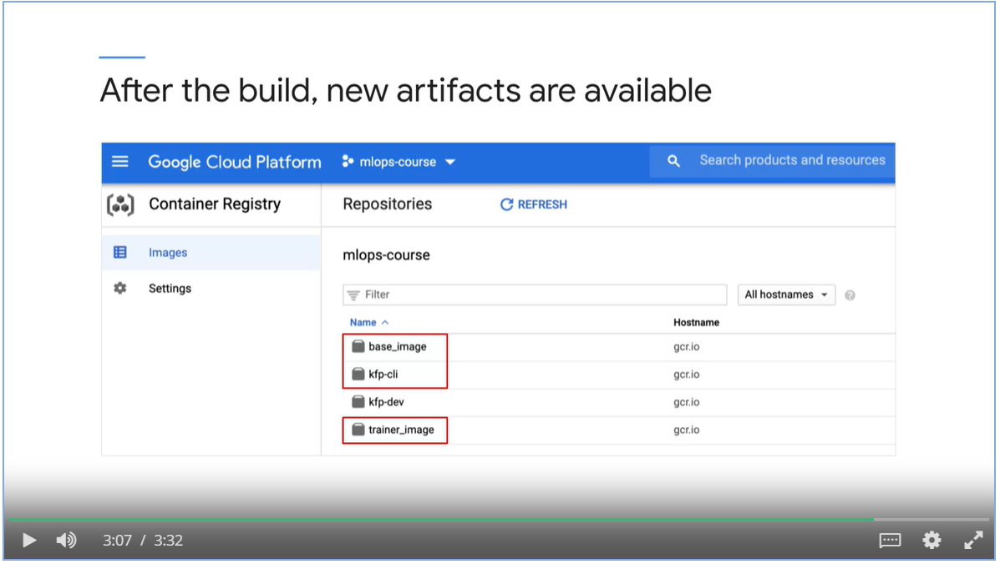 After the build, new artifacts are available
Google Cloud Platform mlops-course Search products and resources
Container Registry Repositories REFRESH
Images
mlops-course
Settings
Filter All hostnames ?
Name Hostname
base_image gcr.io
kfp-cli gcr.io
kfp-dev gcr.io
trainer_image gcr.io
3:07 / 3:32